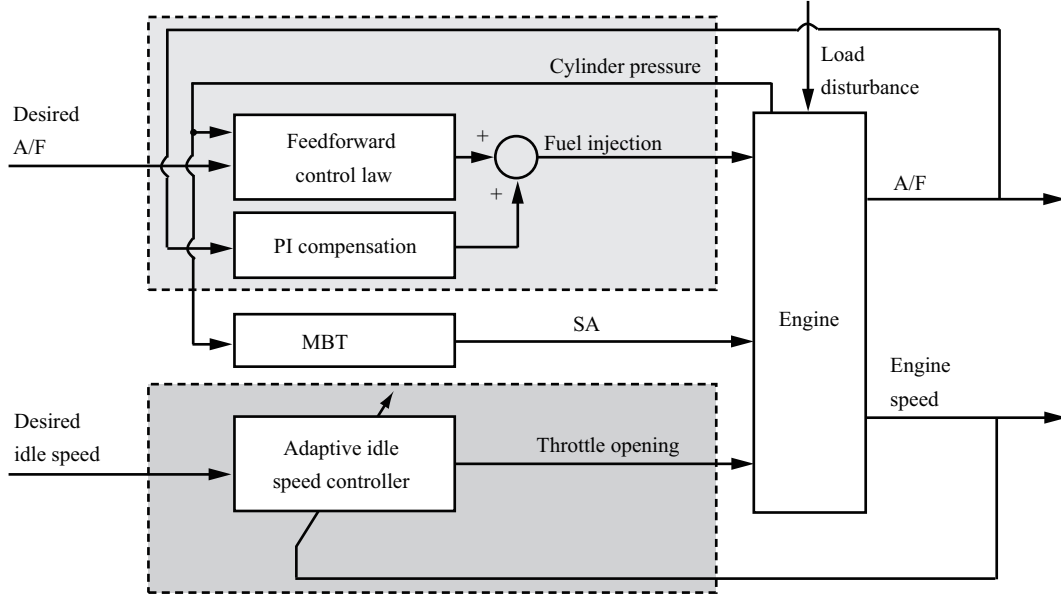 Cylinder pressure
Load
disturbance
Desired
A/F
Feedforward
control law
+
+
Fuel injection
A/F
PI compensation
MBT
SA
Engine
Engine
speed
Desired
idle speed
Adaptive idle
speed controller
Throttle opening